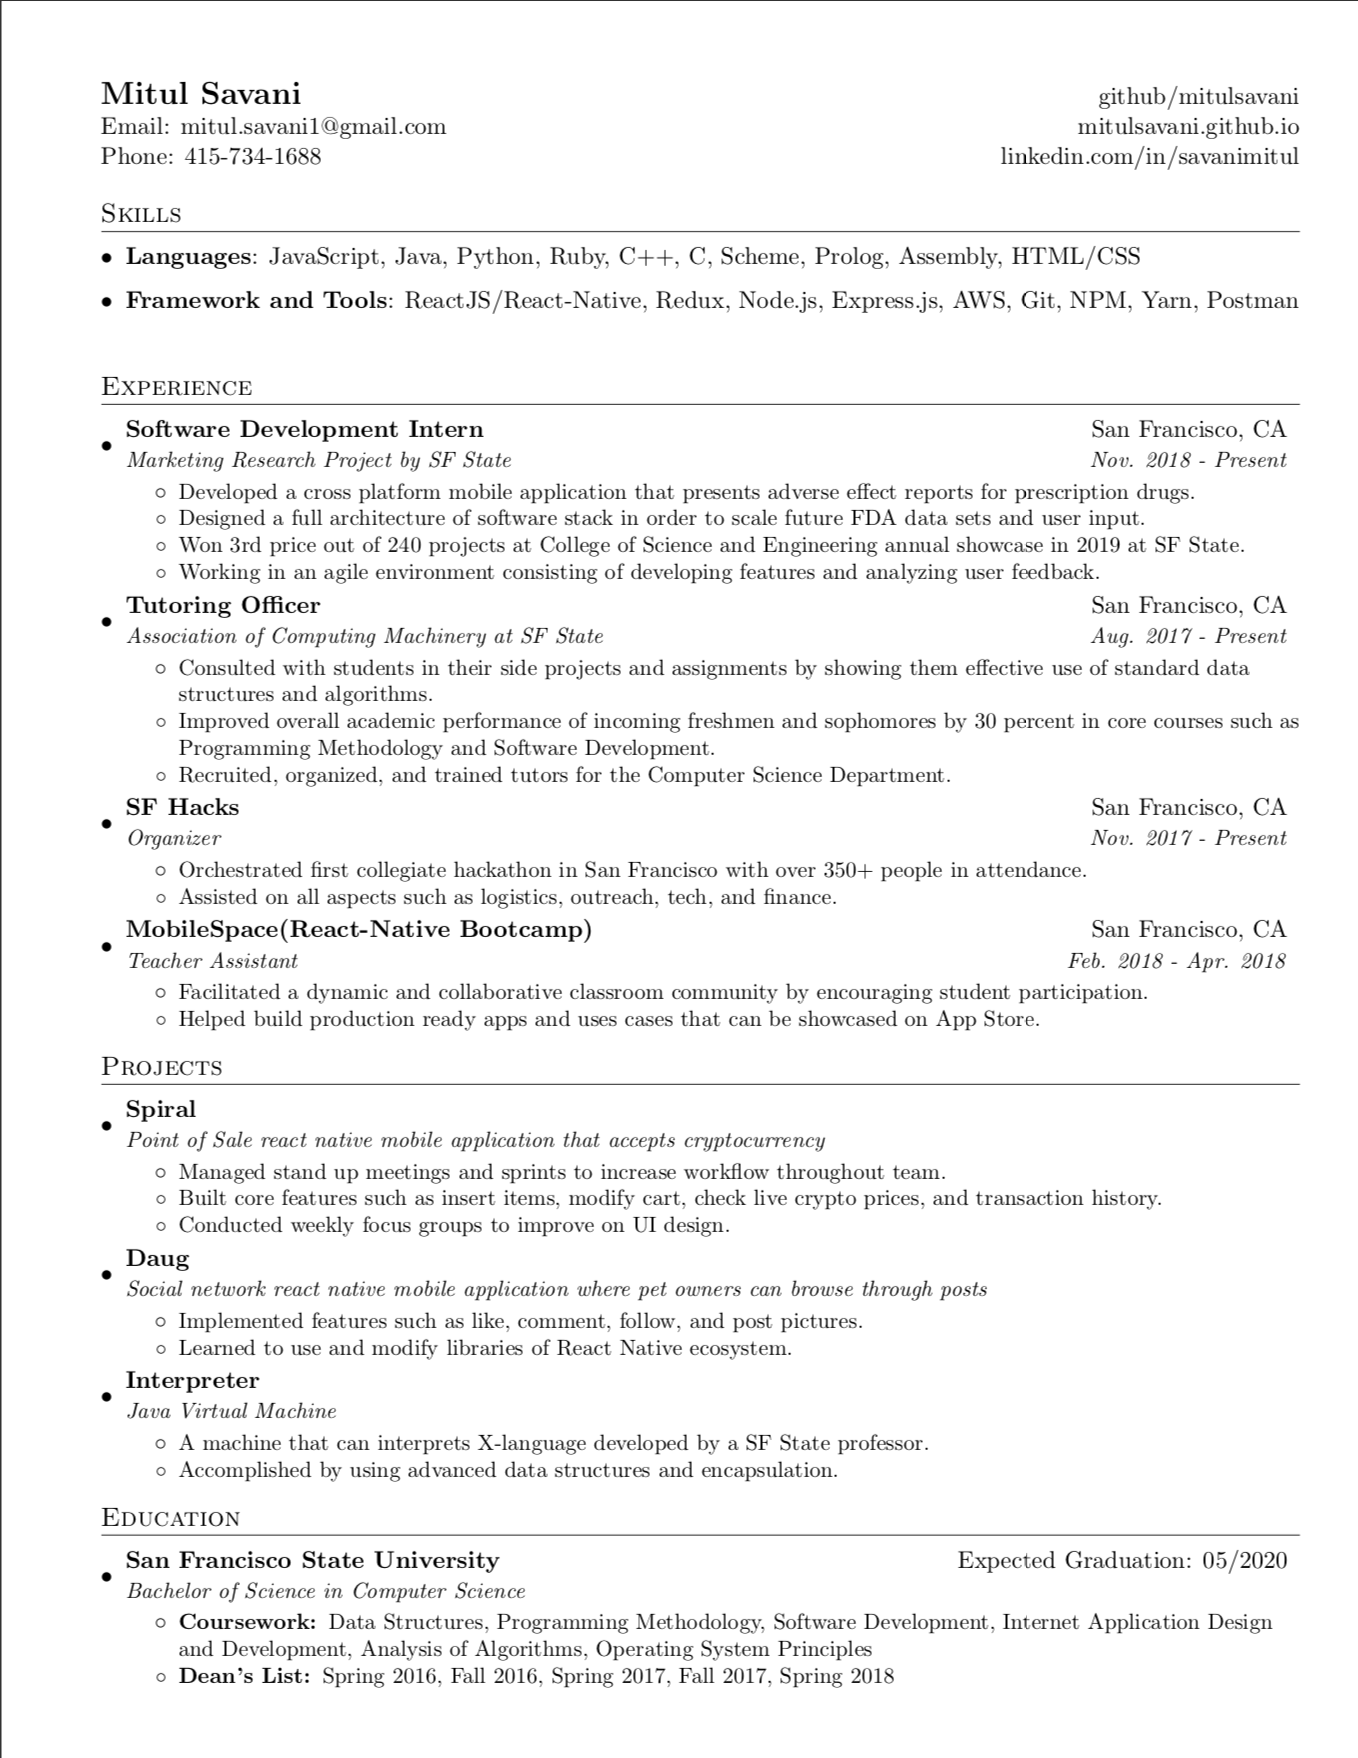 Mitul Savani
github/mitulsavani
Email: mitul.savani1@gmail.com
mitulsavani.github.io
Phone: 415-734-1688
linkedin.com/in/savanimitul
Skills
• Languages: JavaScript, Java, Python, Ruby, C++, C, Scheme, Prolog, Assembly, HTML/CSS
• Framework and Tools: ReactJS/React-Native, Redux, Node.js, Express.js, AWS, Git, NPM, Yarn, Postman
Experience
• Software Development Intern
San Francisco, CA
Marketing Research Project by SF State
Nov. 2018 - Present
◦ Developed a cross platform mobile application that presents adverse effect reports for prescription drugs.
◦ Designed a full architecture of software stack in order to scale future FDA data sets and user input.
◦ Won 3rd price out of 240 projects at College of Science and Engineering annual showcase in 2019 at SF State.
◦ Working in an agile environment consisting of developing features and analyzing user feedback.
• Tutoring Officer
San Francisco, CA
Association of Computing Machinery at SF State
Aug. 2017 - Present
◦ Consulted with students in their side projects and assignments by showing them effective use of standard data
structures and algorithms.
◦ Improved overall academic performance of incoming freshmen and sophomores by 30 percent in core courses such as
Programming Methodology and Software Development.
◦ Recruited, organized, and trained tutors for the Computer Science Department.
• SF Hacks
San Francisco, CA
Organizer
Nov. 2017 - Present
◦ Orchestrated first collegiate hackathon in San Francisco with over 350+ people in attendance.
◦ Assisted on all aspects such as logistics, outreach, tech, and finance.
• MobileSpace(React-Native Bootcamp)
San Francisco, CA
Teacher Assistant
Feb. 2018 - Apr. 2018
◦ Facilitated a dynamic and collaborative classroom community by encouraging student participation.
◦ Helped build production ready apps and uses cases that can be showcased on App Store.
Projects
• Spiral
Point of Sale react native mobile application that accepts cryptocurrency
◦ Managed stand up meetings and sprints to increase workflow throughout team.
◦ Built core features such as insert items, modify cart, check live crypto prices, and transaction history.
◦ Conducted weekly focus groups to improve on UI design.
• Daug
Social network react native mobile application where pet owners can browse through posts
◦ Implemented features such as like, comment, follow, and post pictures.
◦ Learned to use and modify libraries of React Native ecosystem.
• Interpreter
Java Virtual Machine
◦ A machine that can interprets X-language developed by a SF State professor.
◦ Accomplished by using advanced data structures and encapsulation.
Education
• San Francisco State University
Expected Graduation: 05/2020
Bachelor of Science in Computer Science
◦ Coursework: Data Structures, Programming Methodology, Software Development, Internet Application Design
and Development, Analysis of Algorithms, Operating System Principles
◦ Dean's List: Spring 2016, Fall 2016, Spring 2017, Fall 2017, Spring 2018